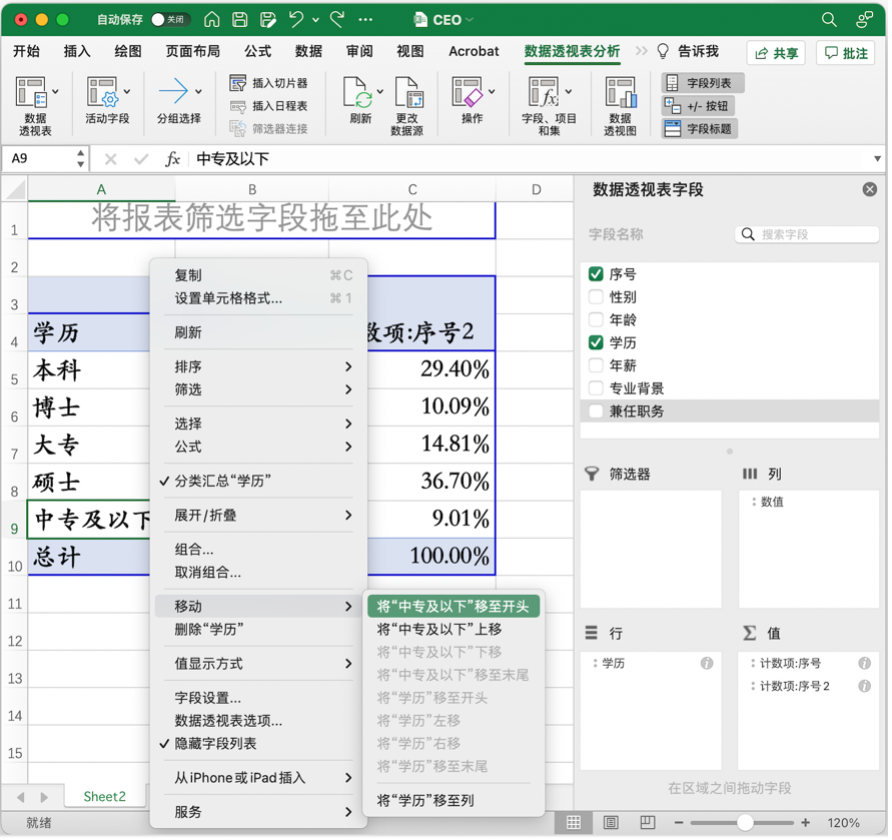 自动保存 关闭 CEO
开始 插入 绘图 页面布局 公式 数据 审阅 视图 Acrobat 数据透视表分析 告诉我 共享 批注
数据
透视表
活动字段
分组选择
插入切片器
插入日程表
筛选器连接
刷新
更改
数据源
操作
字段、项目
和集
数据
透视图
字段列表
+/- 按钮
字段标题
A9 fx 中专及以下
A B C D
1 将报表筛选字段拖至此处
2
3
4 学历 数项:序号2
5 本科 29.40%
6 博士 10.09%
7 大专 14.81%
8 硕士 36.70%
9 中专及以下 9.01%
10 总计 100.00%
11
12
13
14
15
复制 ⌘C
设置单元格格式... ⌘1
刷新
排序
筛选
选择
公式
✓分类汇总“学历”
展开/折叠
组合...
取消组合...
移动
删除“学历”
值显示方式
字段设置...
数据透视表选项...
✓隐藏字段列表
从iPhone或iPad插入
服务
将“中专及以下”移至开头
将“中专及以下”上移
将“中专及以下”下移
将“中专及以下”移至末尾
将“学历”移至开头
将“学历”左移
将“学历”右移
将“学历”移至末尾
将“学历”移至列
数据透视表字段
字段名称 搜索字段
序号
性别
年龄
学历
年薪
专业背景
兼任职务
筛选器
列
数值
行
学历
值
计数项:序号
计数项:序号2
在区域之间拖动字段
Sheet2
就绪 120%